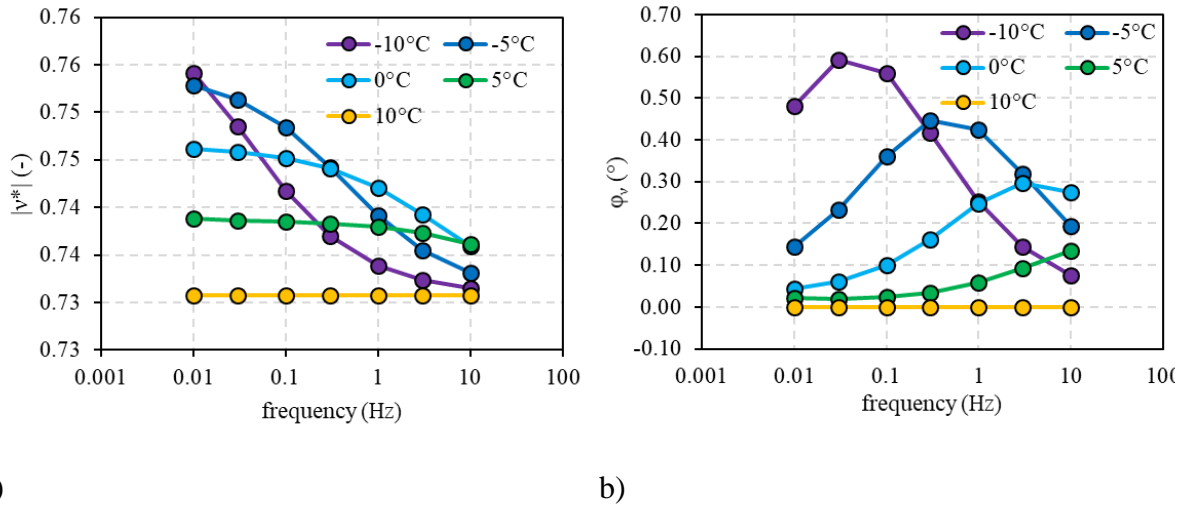 0.76
0.76
0.75
0.75
0.74
0.74
0.73
0.73
|ν*| (-)
-10°C
-5°C
0°C
5°C
10°C
0.001
0.01
0.1
1
10
100
frequency (Hz)
0.70
0.60
0.50
0.40
0.30
0.20
0.10
0.00
-0.10
φν (°)
-10°C
-5°C
0°C
5°C
10°C
0.001
0.01
0.1
1
10
100
frequency (Hz)
)
b)